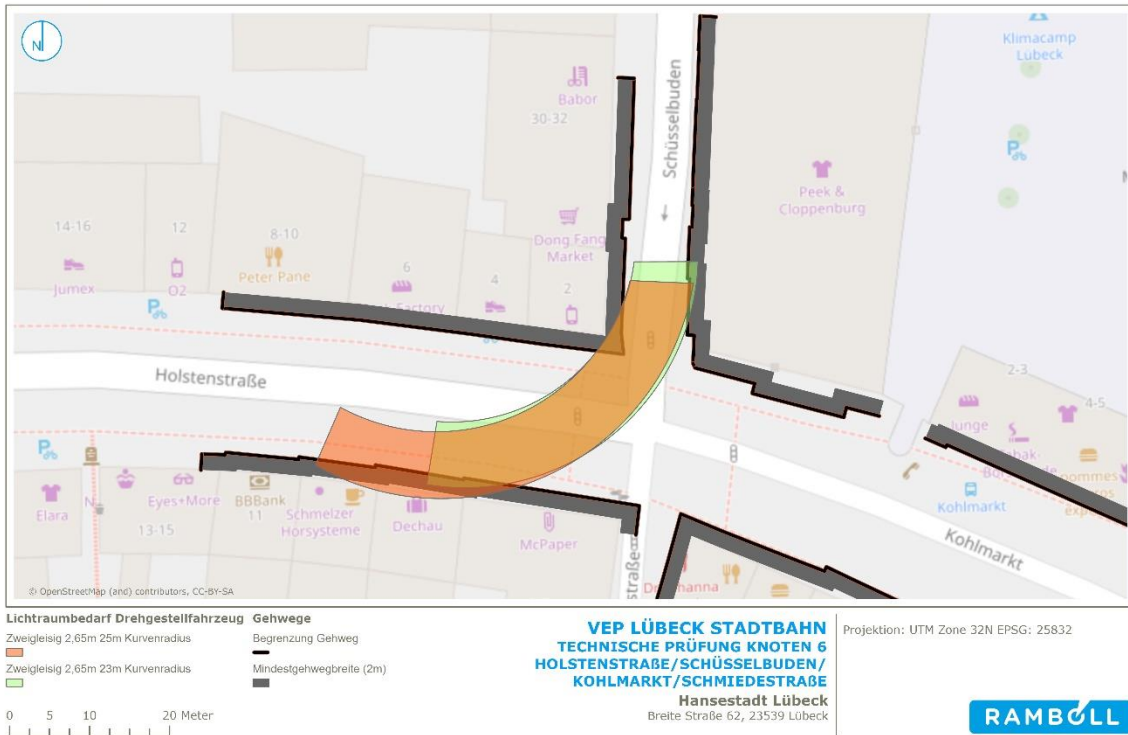 N
Klimacamp
Lübeck
Babor
30-32
Schüsselbuden
Peek &
Cloppenburg
14-16
12
8-10
Dong Fang
Market
Jumex
O2
Peter Pane
6
Factory
4
2
Holstenstraße
2-3
4-5
Junge
Tabak-
Elara
Eyes+More
BBBank
11
13-15
Schmelzer
Hörsysteme
Dechau
McPaper
Kohlmarkt
Kohlmarkt
© OpenStreetMap (and) contributors, CC-BY-SA
Lichtraumbedarf Drehgestellfahrzeug
Zweigleisig 2,65m 25m Kurvenradius
Zweigleisig 2,65m 23m Kurvenradius
Gehwege
Begrenzung Gehweg
Mindestgehwegbreite (2m)
0 5 10 20 Meter
VEP LÜBECK STADTBAHN
TECHNISCHE PRÜFUNG KNOTEN 6
HOLSTENSTRAßE/SCHÜSSELBUDEN/
KOHLMARKT/SCHMIEDESTRAßE
Hansestadt Lübeck
Breite Straße 62, 23539 Lübeck
Projektion: UTM Zone 32N EPSG: 25832
RAMBOLL